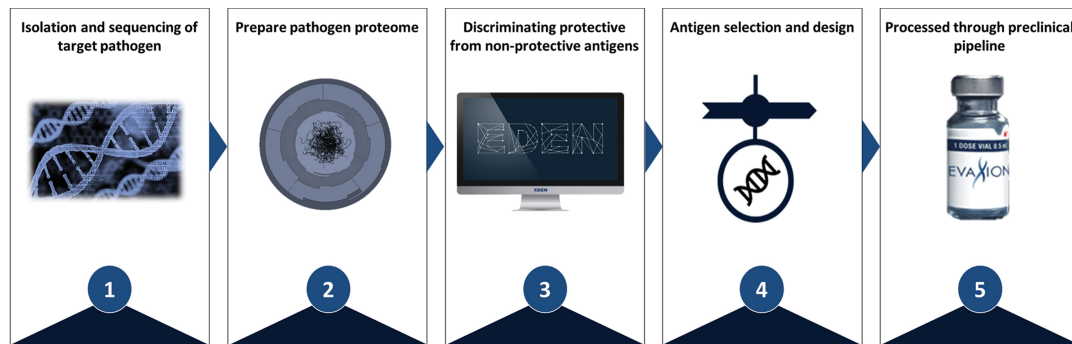 Isolation and sequencing of
target pathogen
Prepare pathogen proteome
Discriminating protective
from non-protective antigens
Antigen selection and design
Processed through preclinical
pipeline
EDEN
EDEN
1 DOSE VIAL 0.5 ml
EVAXION
1
2
3
4
5